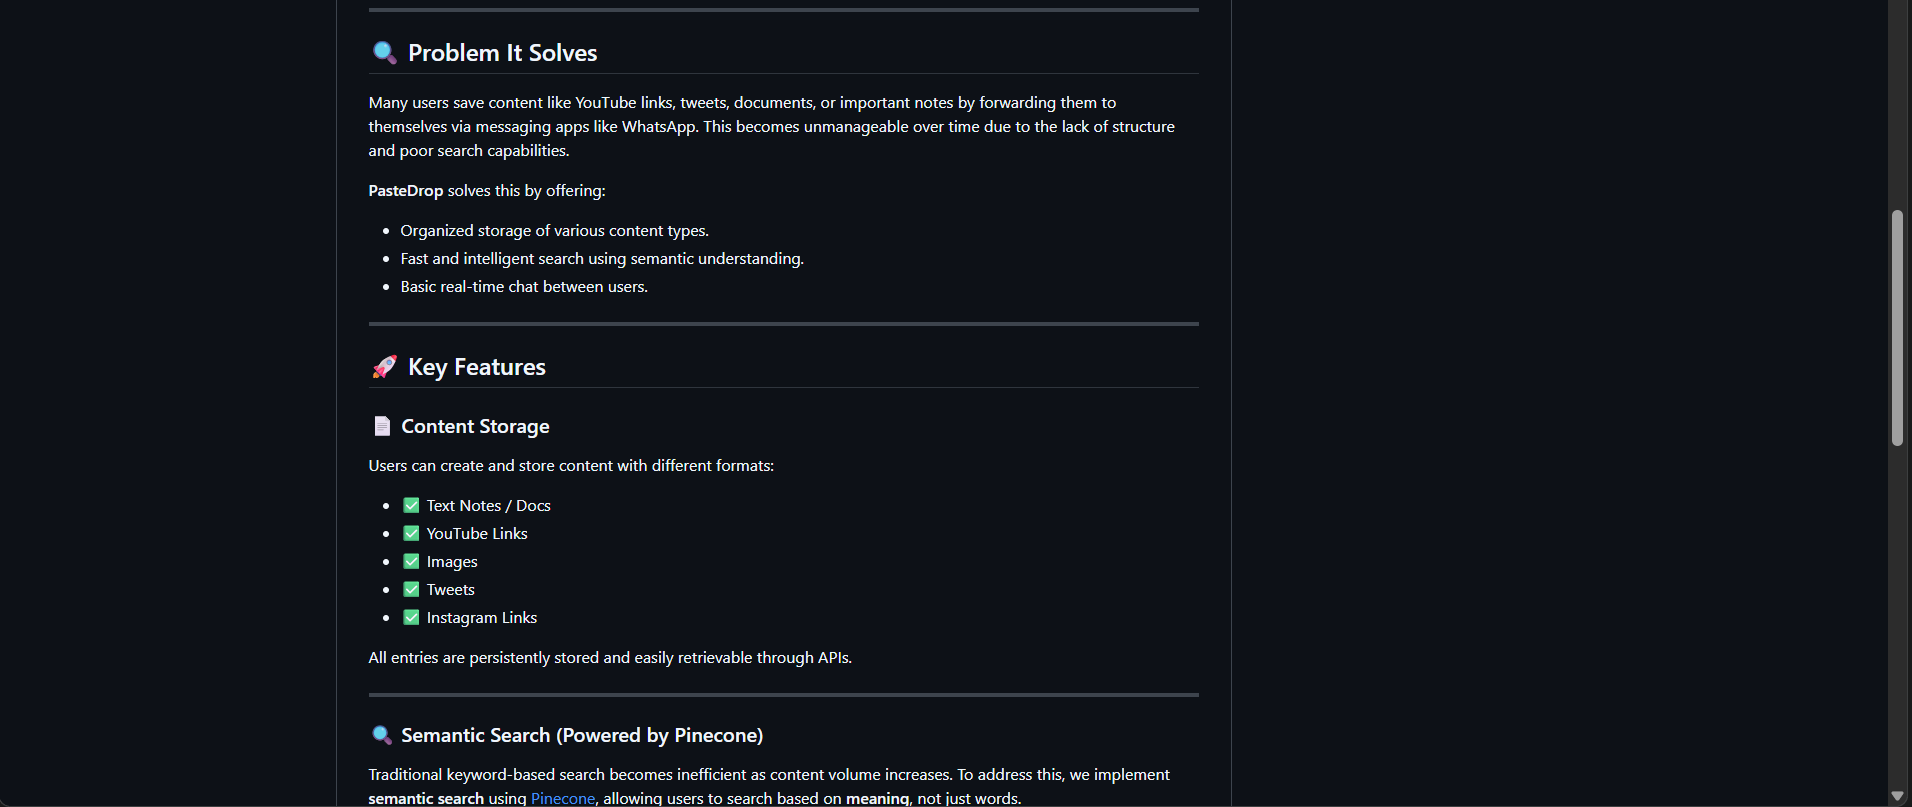 🔍 Problem It Solves
Many users save content like YouTube links, tweets, documents, or important notes by forwarding them to
themselves via messaging apps like WhatsApp. This becomes unmanageable over time due to the lack of structure
and poor search capabilities.
PasteDrop solves this by offering:
• Organized storage of various content types.
• Fast and intelligent search using semantic understanding.
• Basic real-time chat between users.
🚀 Key Features
📄 Content Storage
Users can create and store content with different formats:
• ✅ Text Notes / Docs
• ✅ YouTube Links
• ✅ Images
• ✅ Tweets
• ✅ Instagram Links
All entries are persistently stored and easily retrievable through APIs.
🔍 Semantic Search (Powered by Pinecone)
Traditional keyword-based search becomes inefficient as content volume increases. To address this, we implement
semantic search using Pinecone, allowing users to search based on meaning, not just words.